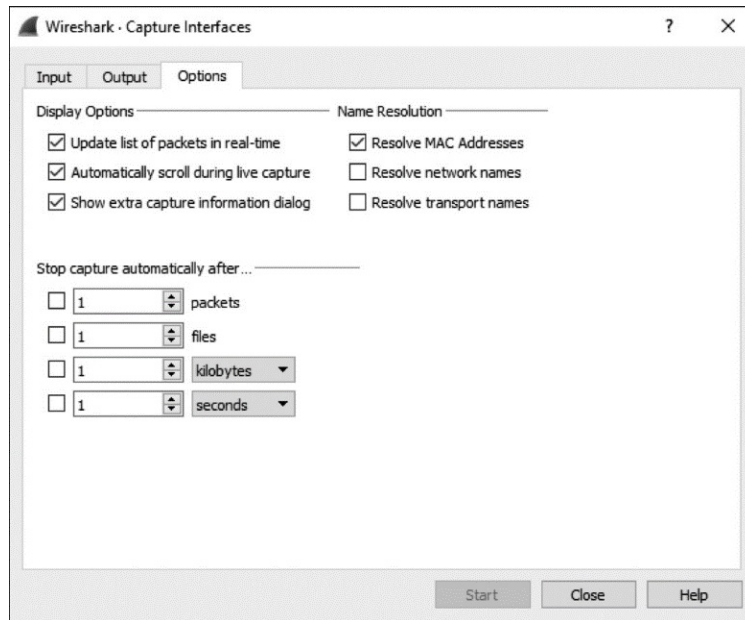 Wireshark · Capture Interfaces ?
Input Output Options
Display Options Name Resolution
Update list of packets in real-time Resolve MAC Addresses
Automatically scroll during live capture Resolve network names
Show extra capture information dialog Resolve transport names
Stop capture automatically after...
1 packets
1 files
1 kilobytes
1 seconds
Start Close Help